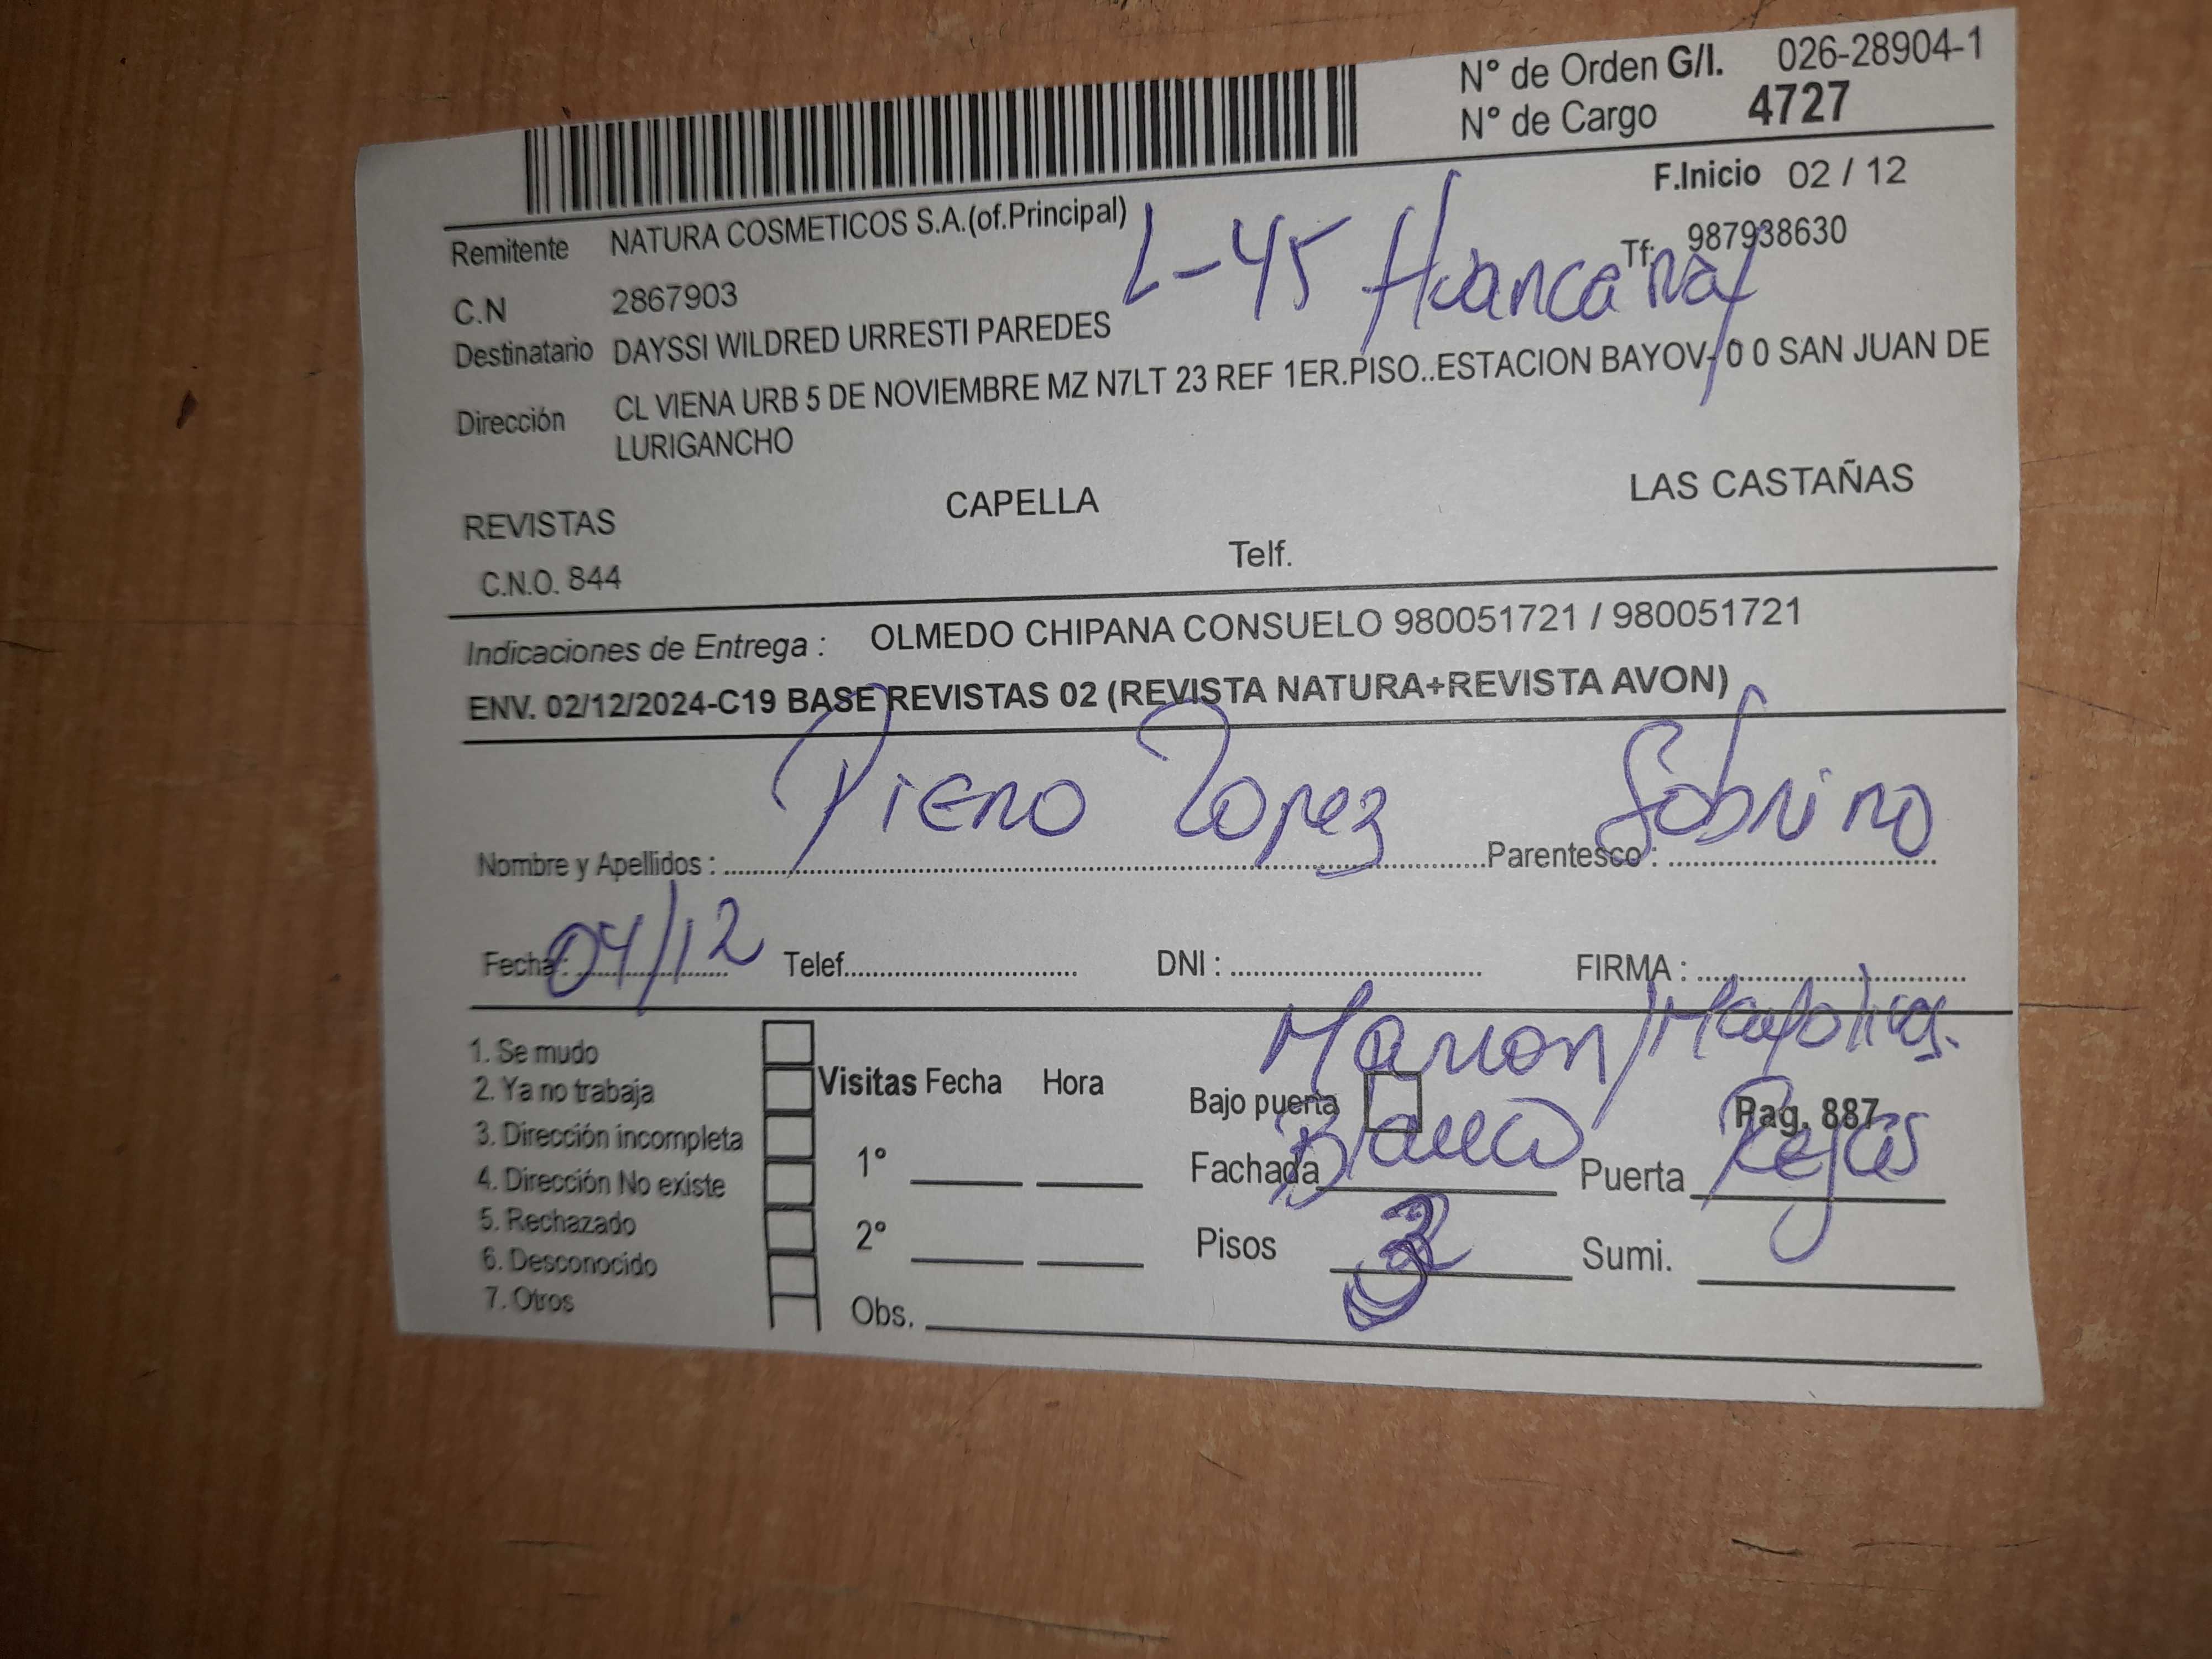 N° de Orden G/I. 026-28904-1
N° de Cargo 4727
F.Inicio 02 / 12
Remitente NATURA COSMETICOS S.A.(of.Principal)
Tf: 987938630
L-45
C.N 2867903
Destinatario DAYSSI WILDRED URRESTI PAREDES
Dirección CL VIENA URB 5 DE NOVIEMBRE MZ N7LT 23 REF 1ER.PISO..ESTACION BAYOV- 0 0 SAN JUAN DE
LURIGANCHO
REVISTAS CAPELLA LAS CASTAÑAS
C.N.O. 844 Telf.
Indicaciones de Entrega : OLMEDO CHIPANA CONSUELO 980051721 / 980051721
ENV. 02/12/2024-C19 BASE REVISTAS 02 (REVISTA NATURA+REVISTA AVON)
Nombre y Apellidos : Piero Lopez Parentesco : Sobrino
Fecha : 04/12 Telef. DNI : FIRMA :
Marron/
1. Se mudo
2. Ya no trabaja
3. Dirección incompleta
4. Dirección No existe
5. Rechazado
6. Desconocido
7. Otros
Visitas Fecha Hora
1°
2°
Obs.
Bajo puerta Pag. 887
Fachada Blanco Puerta Rejas
Pisos 3 Sumi.